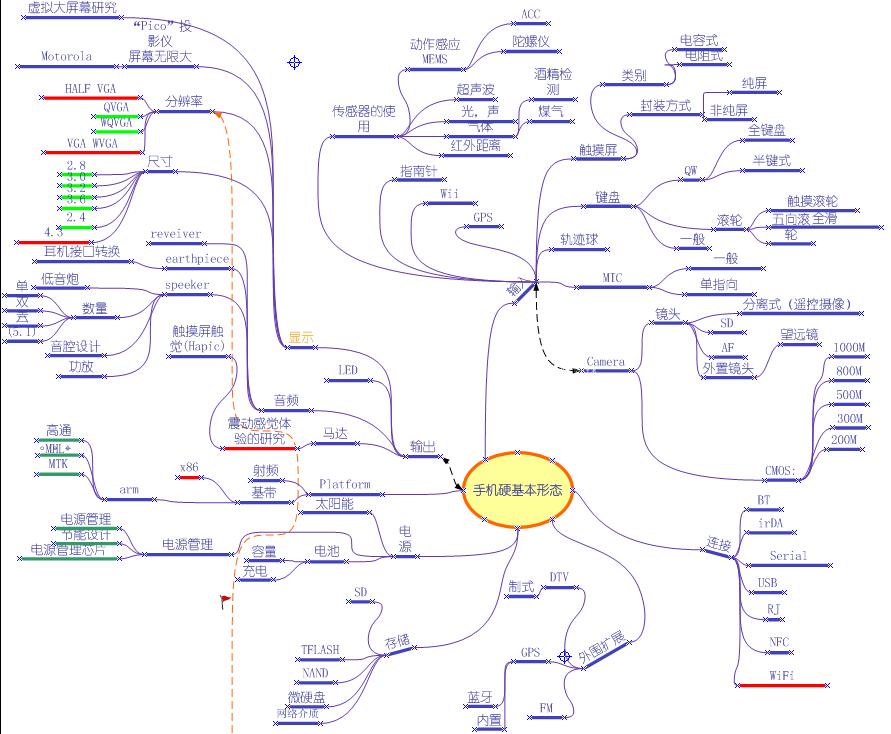 虚拟大屏幕研究
“Pico”投
影仪
Motorola
屏幕无限大
HALF VGA
QVGA
WQVGA
VGA WVGA
分辨率
2.8
3.0
3.2
3.6
2.4
4.3
尺寸
reveiver
耳机接口转换
earphiece
低音炮
speeker
单
双
(5.1)
数量
音腔设计
功放
触摸屏触
觉(Hapic)
显示
LED
音频
震动感觉体
验的研究
马达
输出
高通
MTK
arm
x86
射频
基带
Platform
太阳能
电源管理
节能设计
电源管理芯片
电源管理
容量
充电
电池
电
源
SD
TFLASH
NAND
微硬盘
网络介质
存储
手机硬基本形态
ACC
陀螺仪
动作感应
MEMS
超声波
光，声
气体
红外距离
酒精检
测
煤气
传感器的使
用
指南针
Wii
GPS
输入
电容式
电阻式
类别
纯屏
非纯屏
封装方式
触摸屏
全键盘
半键式
QW
键盘
触摸滚轮
五向滚 全滑
轮
滚轮
一般
轨迹球
MIC
一般
单指向
镜头
分离式（遥控摄像）
SD
AF
外置镜头
望远镜
Camera
1000M
800M
500M
300M
200M
CMOS:
连接
BT
irDA
Serial
USB
RJ
NFC
WiFi
外围扩展
制式
DTV
GPS
蓝牙
内置
FM